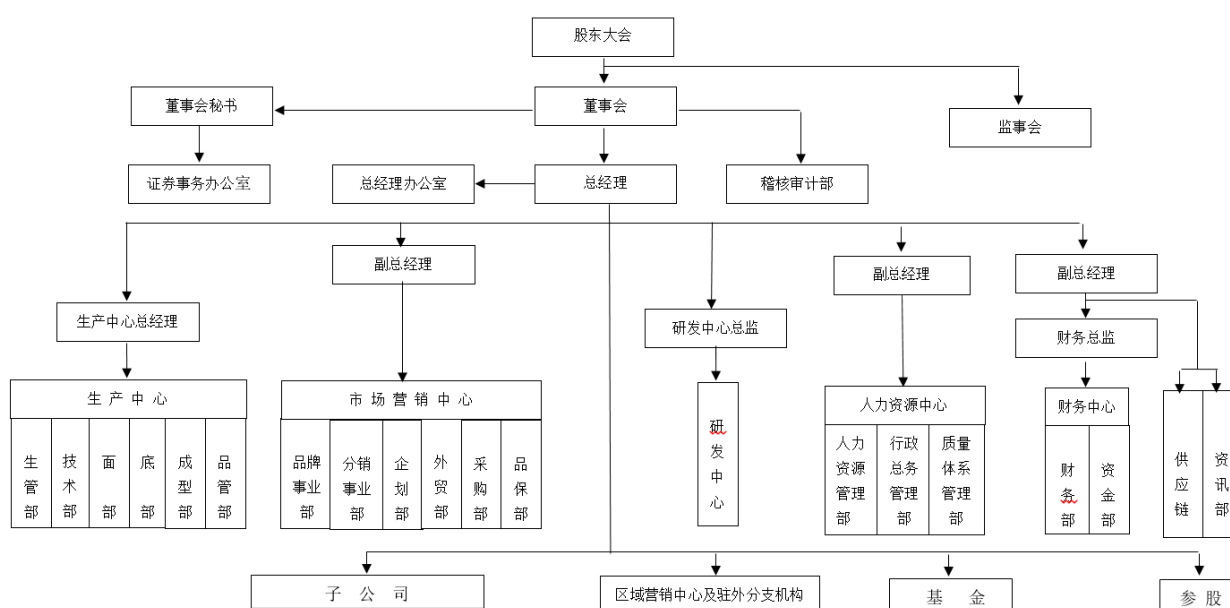 股东大会
董事会秘书
董事会
监事会
证券事务办公室
总经理办公室
总经理
稽核审计部
副总经理
副总经理
副总经理
生产中心总经理
研发中心总监
财务总监
生产中心
市场营销中心
人力资源中心
财务中心
生管部
技术部
面部
底部
成型部
品管部
品牌事业部
分销事业部
企划部
外贸部
采购部
品保部
研发中心
人力资源管理部
行政总务管理部
质量体系管理部
财务部
资金部
供应链
资讯部
子公司
区域营销中心及驻外分支机构
基金
参股